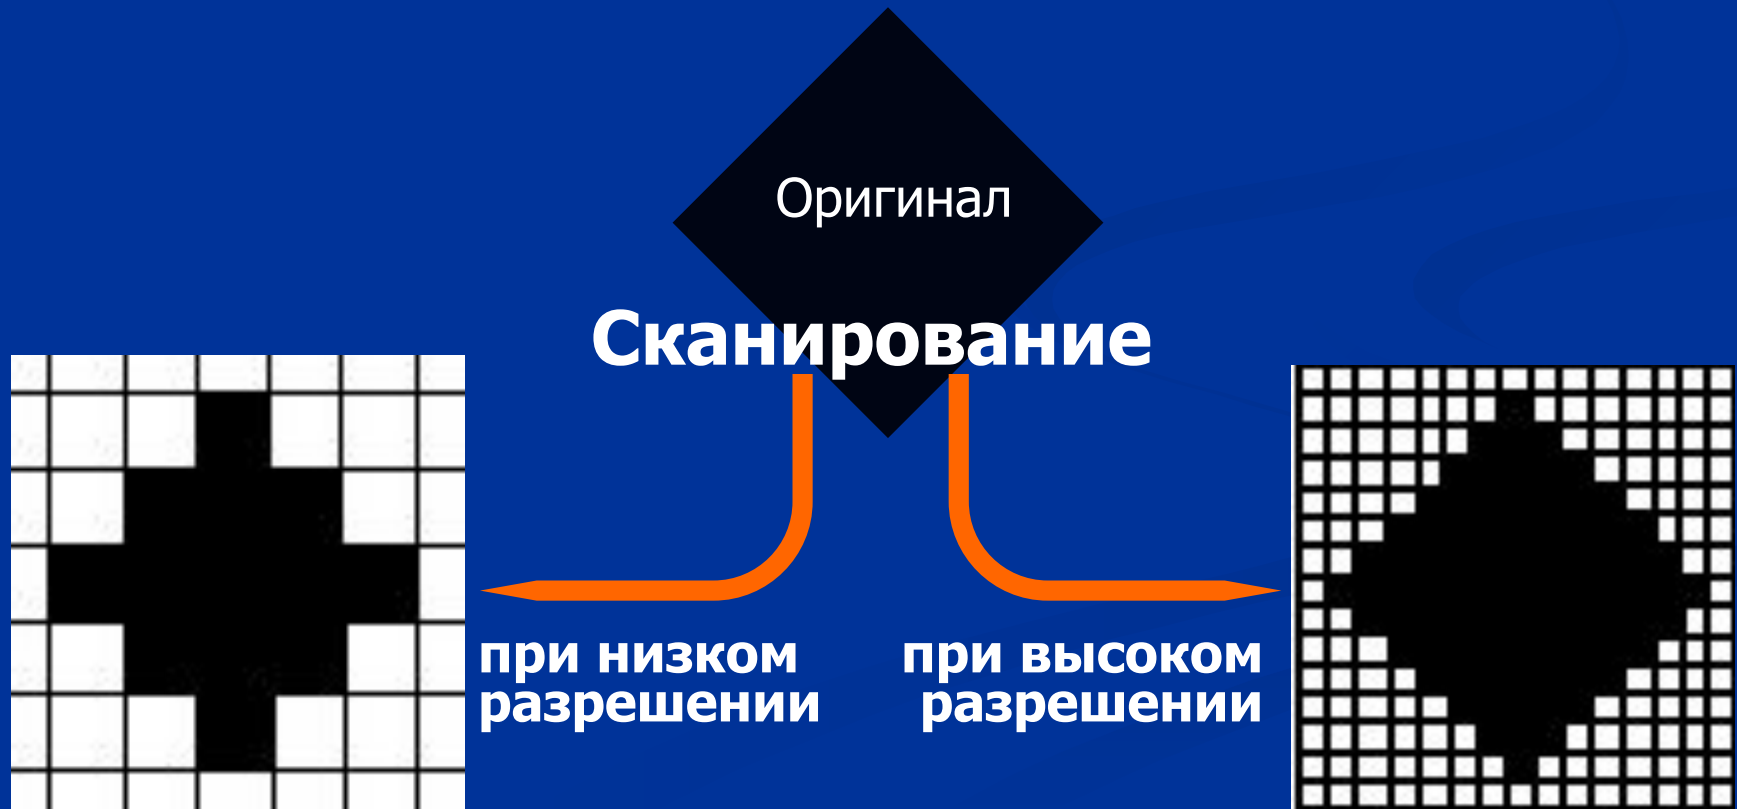 Оригинал
Сканирование
при низком
разрешении
при высоком
разрешении